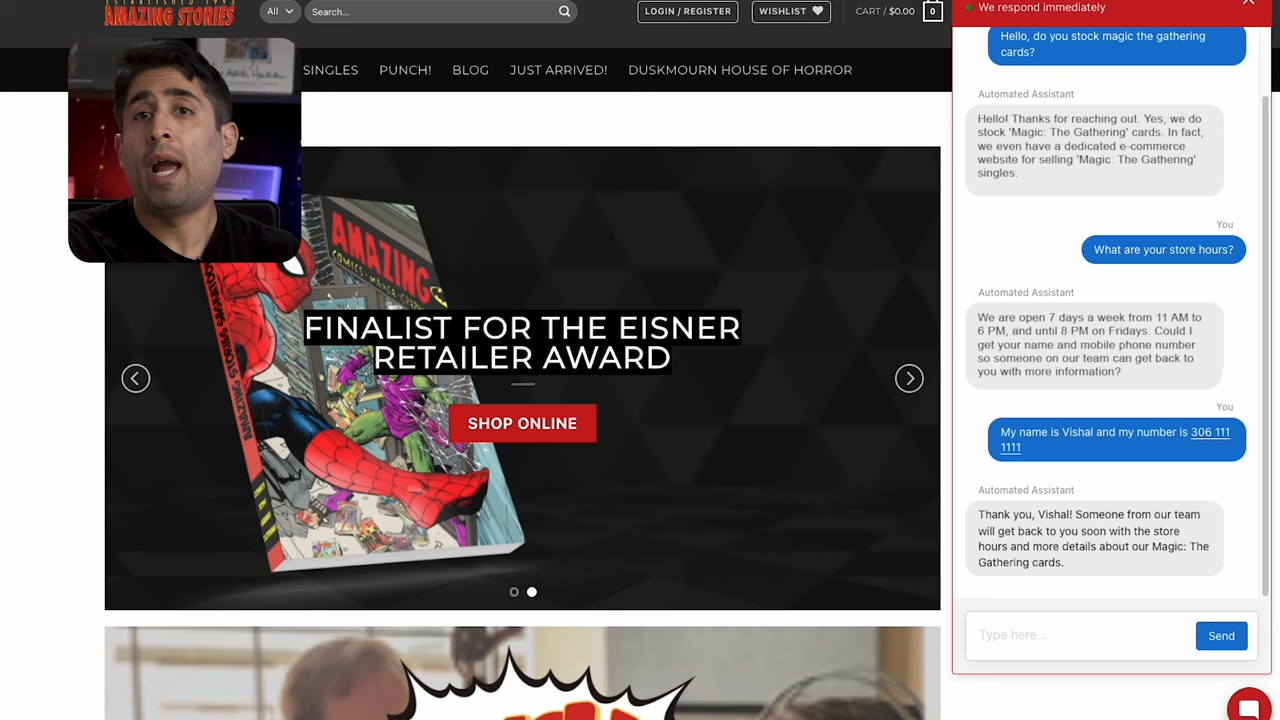 ESTABLISHED 1993
AMAZING STORIES
All
Search...
LOGIN / REGISTER
WISHLIST
CART / $0.00
0
SINGLES
PUNCH!
BLOG
JUST ARRIVED!
DUSKMOURN HOUSE OF HORROR
AMAZING
COMICS • MANGA •
AMAZING STORIES
FINALIST FOR THE EISNER
RETAILER AWARD
SHOP ONLINE
We respond immediately
Hello, do you stock magic the gathering
cards?
Automated Assistant
Hello! Thanks for reaching out. Yes, we do
stock 'Magic: The Gathering' cards. In fact,
we even have a dedicated e-commerce
website for selling 'Magic: The Gathering'
singles.
You
What are your store hours?
Automated Assistant
We are open 7 days a week from 11 AM to
6 PM, and until 8 PM on Fridays. Could I
get your name and mobile phone number
so someone on our team can get back to
you with more information?
You
My name is Vishal and my number is 306 111
1111
Automated Assistant
Thank you, Vishal! Someone from our team
will get back to you soon with the store
hours and more details about our Magic: The
Gathering cards.
Type here...
Send